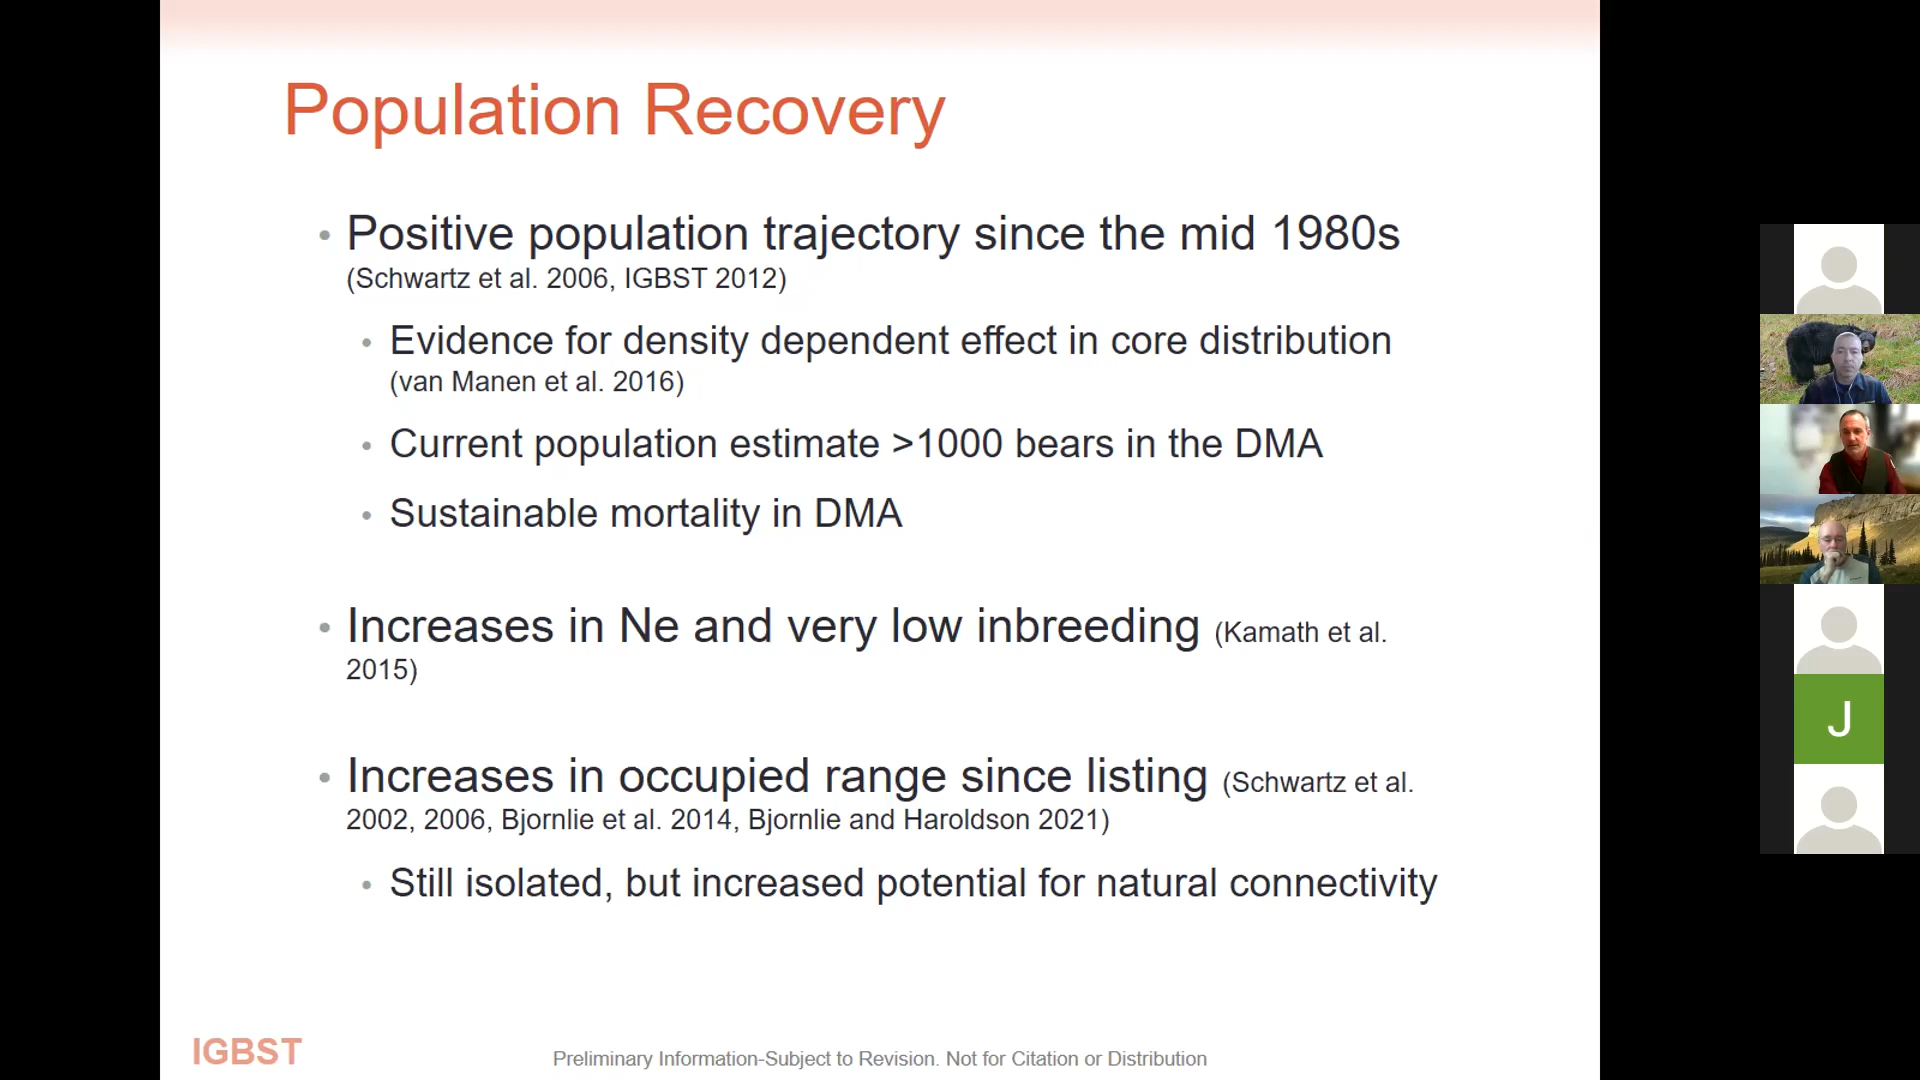 Population Recovery
• Positive population trajectory since the mid 1980s
(Schwartz et al. 2006, IGBST 2012)
• Evidence for density dependent effect in core distribution
(van Manen et al. 2016)
• Current population estimate >1000 bears in the DMA
• Sustainable mortality in DMA
• Increases in Ne and very low inbreeding (Kamath et al.
2015)
• Increases in occupied range since listing (Schwartz et al.
2002, 2006, Bjornlie et al. 2014, Bjornlie and Haroldson 2021)
• Still isolated, but increased potential for natural connectivity
IGBST
Preliminary Information-Subject to Revision. Not for Citation or Distribution
J